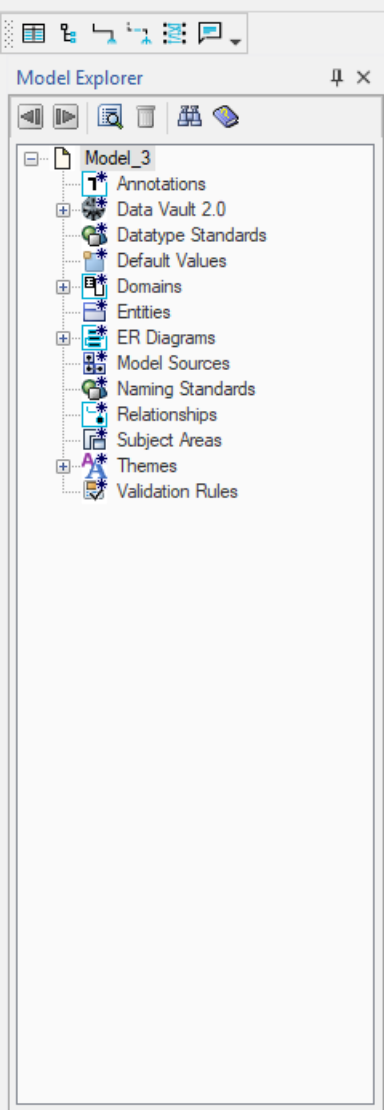 Model Explorer
Model_3
Annotations
Data Vault 2.0
Datatype Standards
Default Values
Domains
Entities
ER Diagrams
Model Sources
Naming Standards
Relationships
Subject Areas
Themes
Validation Rules